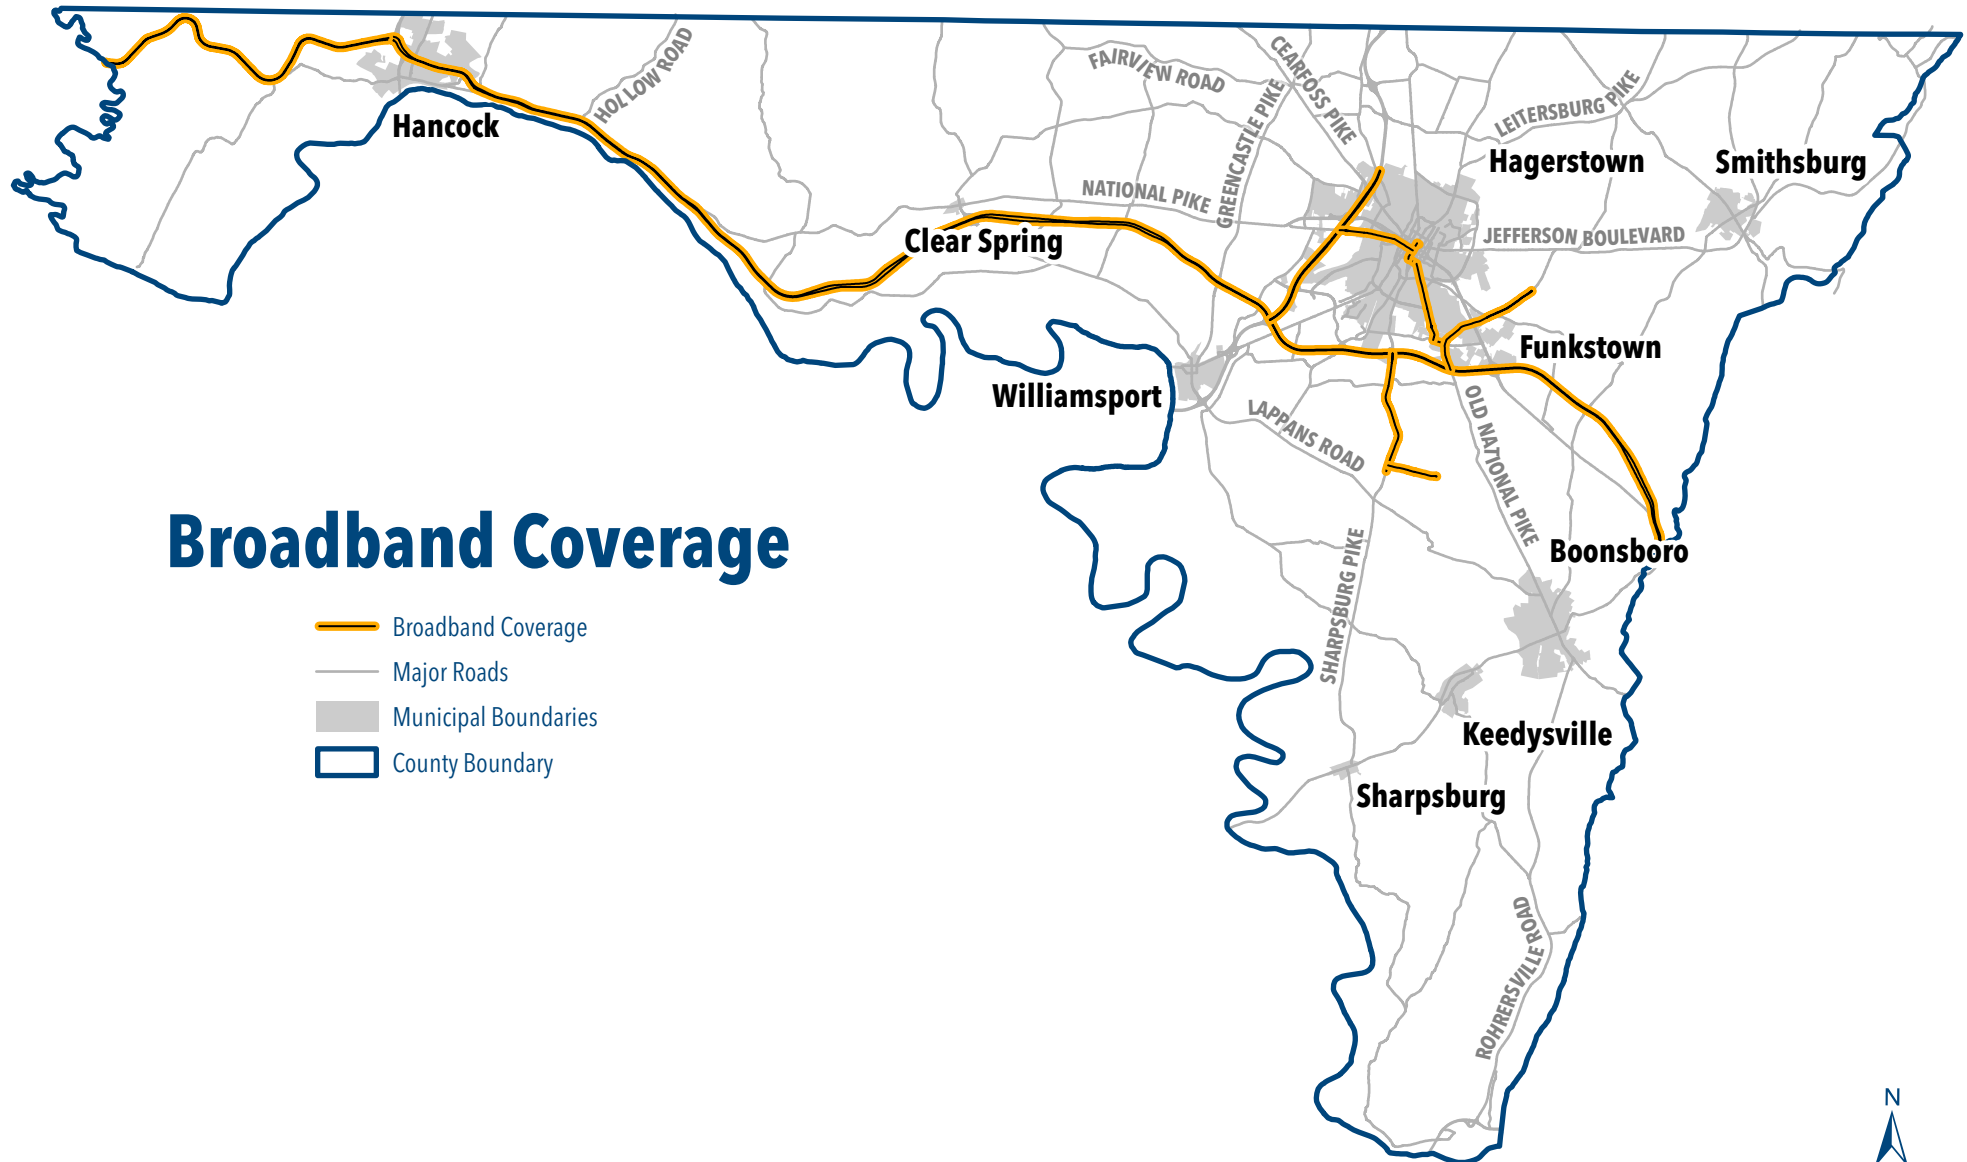 HOLLOW ROAD
FAIRVIEW ROAD
CEARFOSS PIKE
GREENCASTLE PIKE
LEITERSBURG PIKE
Hancock
Hagerstown
Smithsburg
NATIONAL PIKE
JEFFERSON BOULEVARD
Clear Spring
Funkstown
Williamsport
LAPPANS ROAD
OLD NATIONAL PIKE
Broadband Coverage
Boonsboro
SHARPSBURG PIKE
Broadband Coverage
Major Roads
Municipal Boundaries
County Boundary
Keedysville
Sharpsburg
ROHRERSVILLE ROAD
N